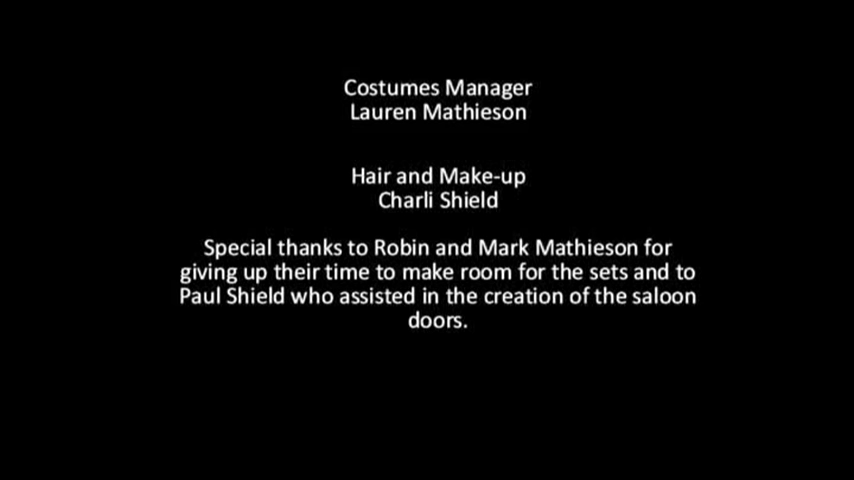 Costumes Manager
Lauren Mathieson
Hair and Make-up
Charli Shield
Special thanks to Robin and Mark Mathieson for
giving up their time to make room for the sets and to
Paul Shield who assisted in the creation of the saloon
doors.